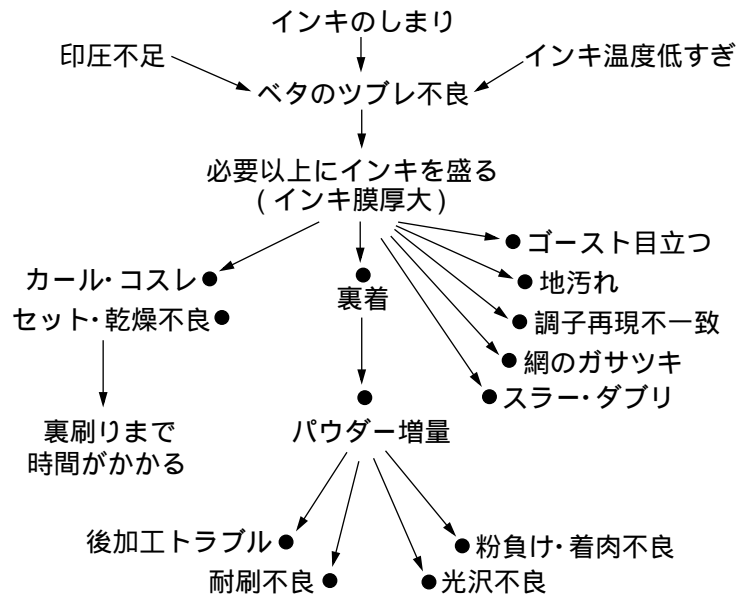 インキのしまり
印圧不足
インキ温度低すぎ
ベタのツブレ不良
必要以上にインキを盛る
(インキ膜厚大)
ゴースト目立つ
カール・コスレ
地汚れ
裏着
セット・乾燥不良
調子再現不一致
網のガサツキ
スラー・ダブリ
裏刷りまで
時間がかかる
パウダー増量
後加工トラブル
粉負け・着肉不良
耐刷不良
光沢不良